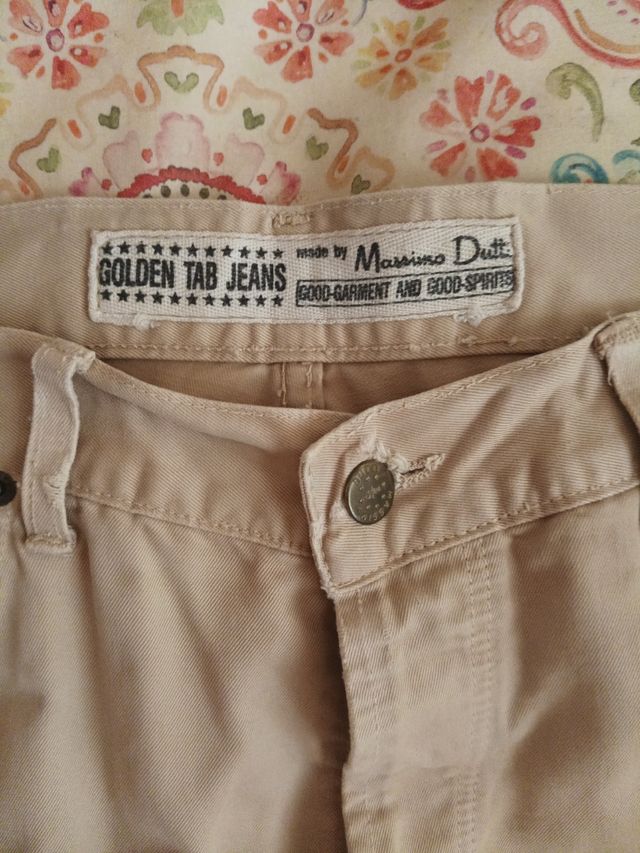 ★★★★★★★★★★★
GOLDEN TAB JEANS
★★★★★★★★★★★
made by Massimo Dutti
GOOD-GARMENT AND GOOD-SPIRITS